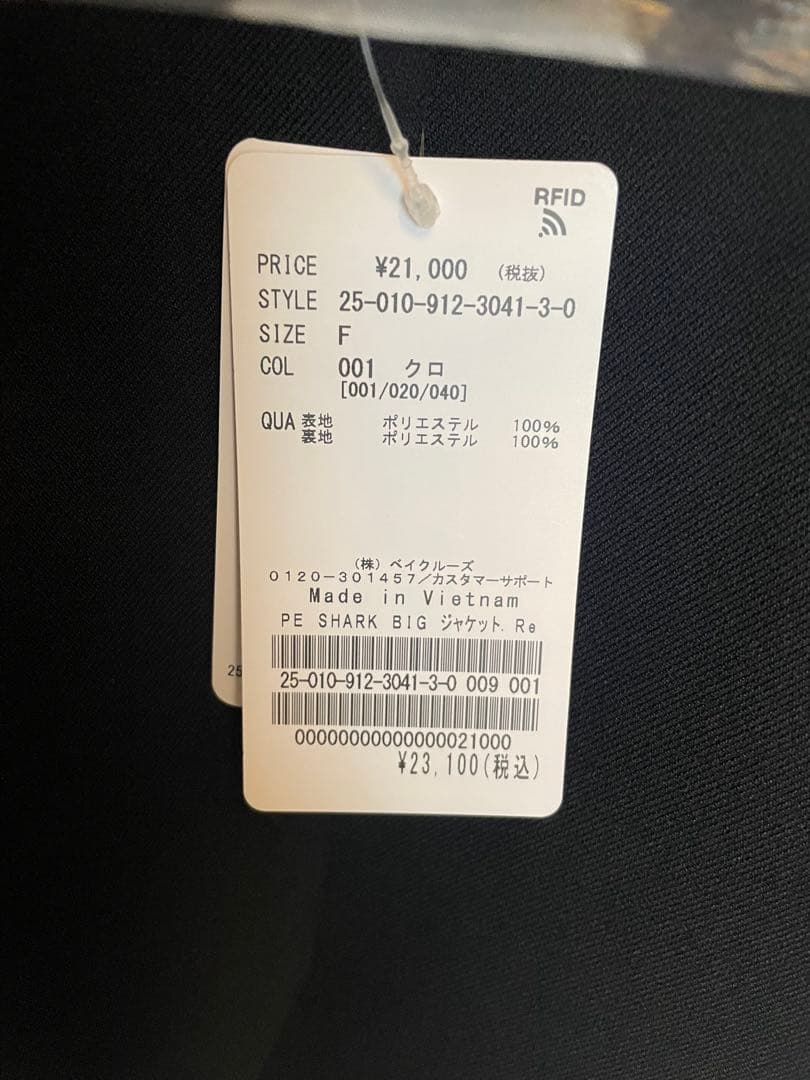 RFID
PRICE ¥21,000 (税抜)
STYLE 25-010-912-3041-3-0
SIZE F
COL 001 クロ
[001/020/040]
QUA 表地 ポリエステル 100%
裏地 ポリエステル 100%
(株) ベイクルーズ
0120-301457/カスタマーサポート
Made in Vietnam
PE SHARK BIG ジャケット. Re
25-010-912-3041-3-0 009 001
00000000000000021000
¥23,100(税込)
25